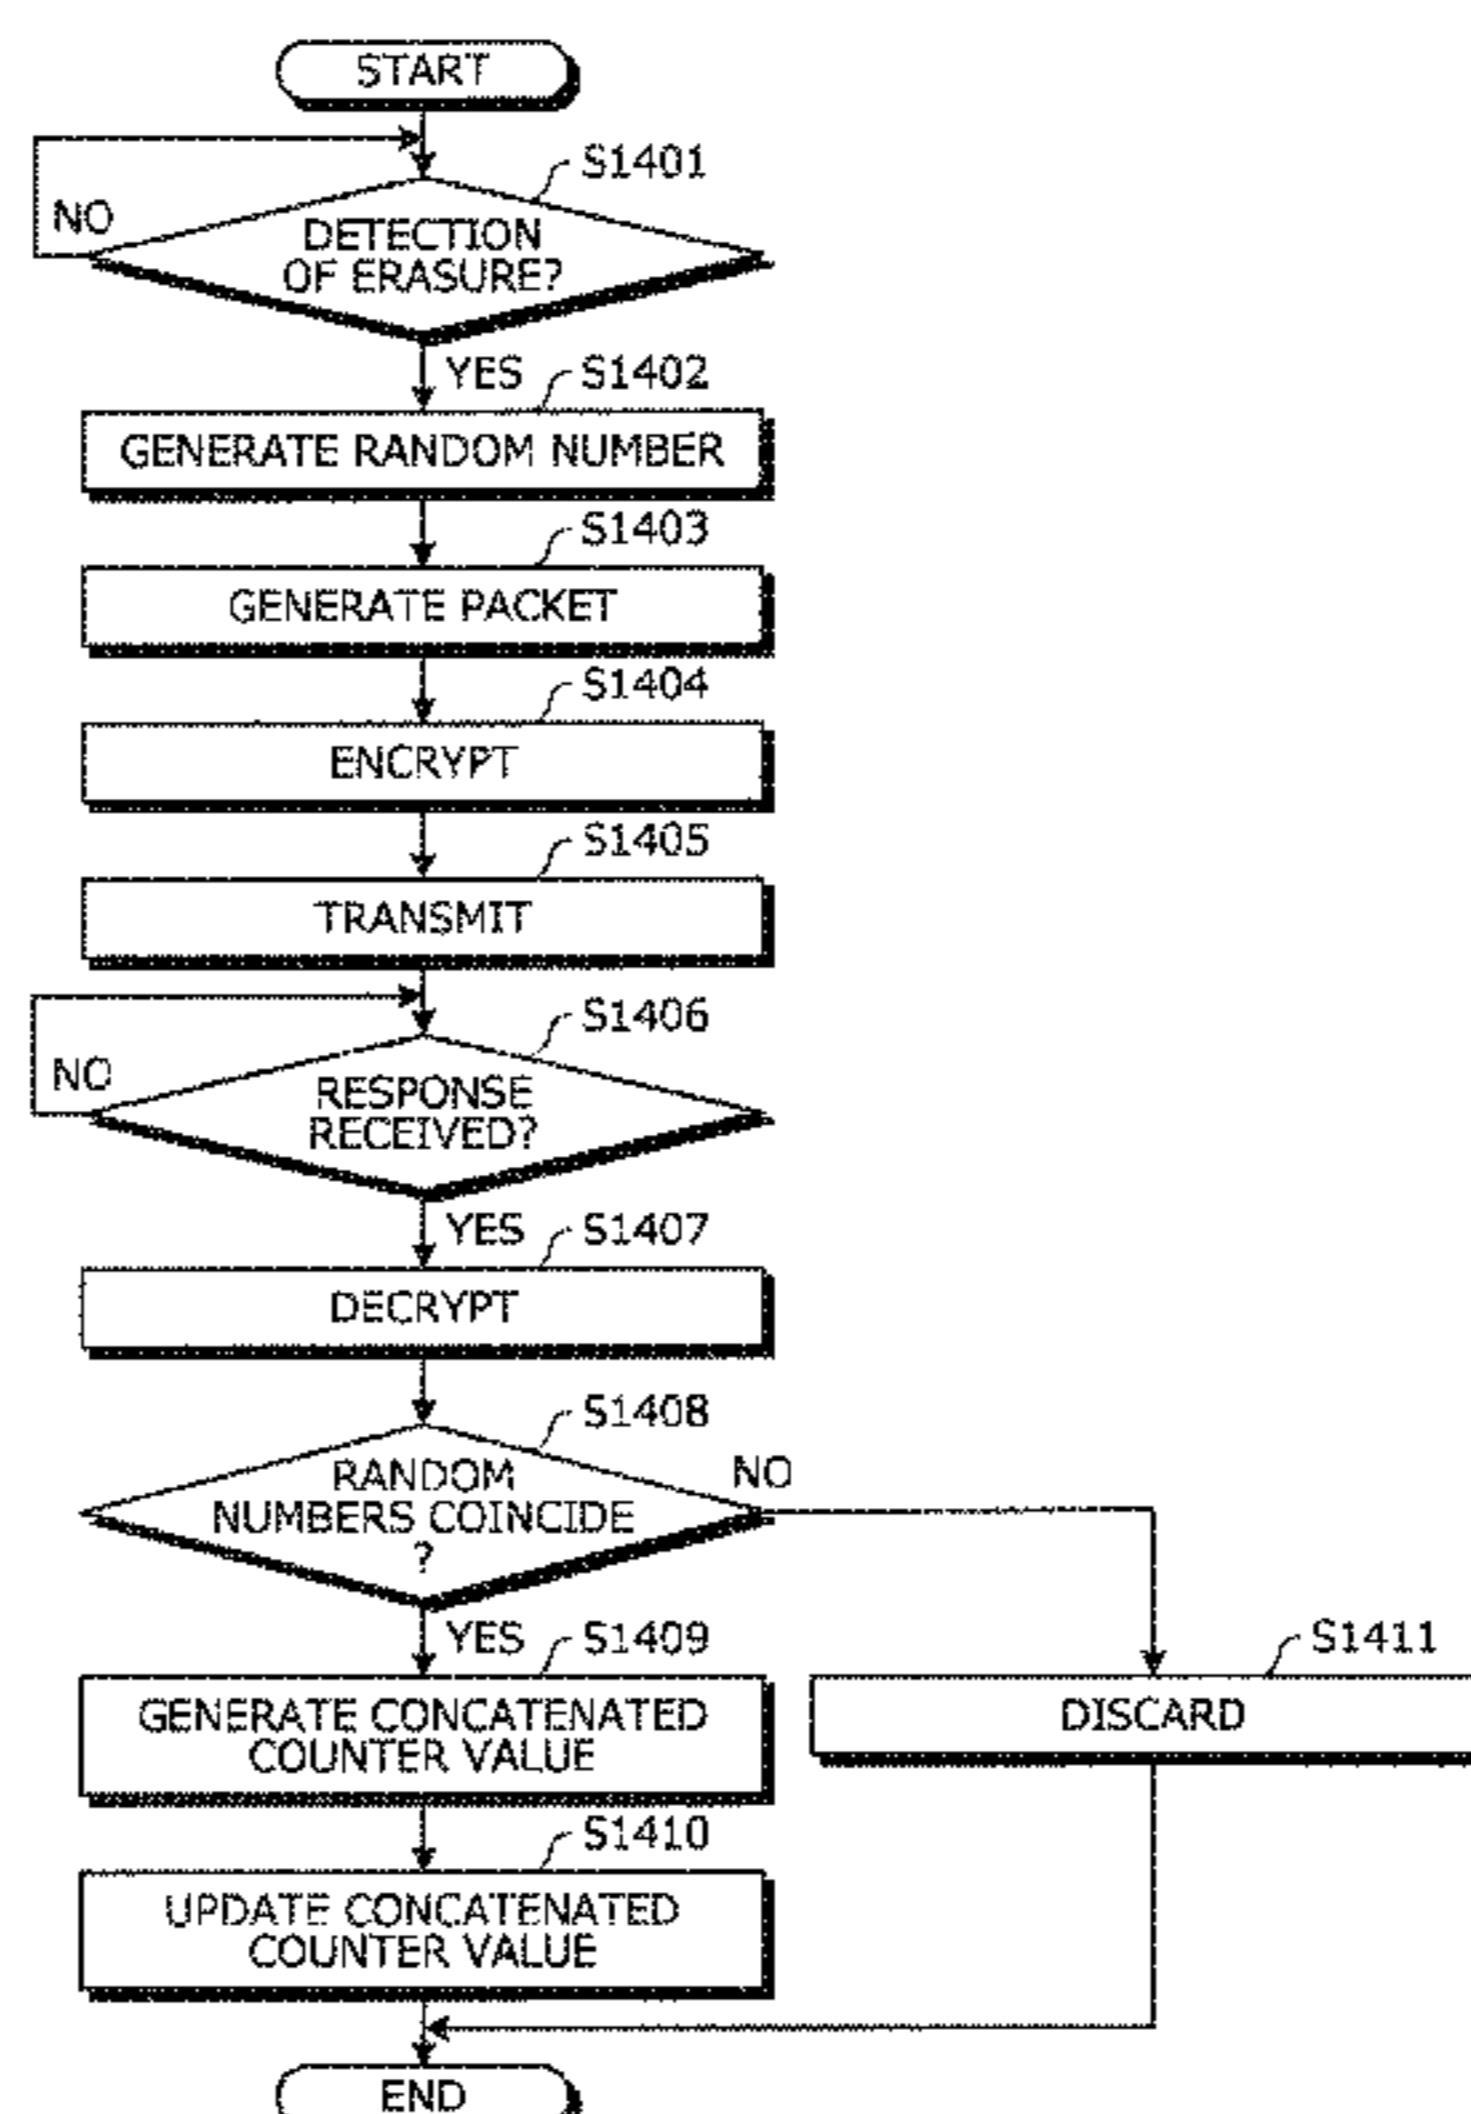 START
S1401
NO
DETECTION
OF ERASURE?
YES
S1402
GENERATE RANDOM NUMBER
S1403
GENERATE PACKET
S1404
ENCRYPT
S1405
TRANSMIT
S1406
NO
RESPONSE
RECEIVED?
YES
S1407
DECRYPT
S1408
RANDOM
NUMBERS COINCIDE
?
NO
YES
S1409
GENERATE CONCATENATED
COUNTER VALUE
S1411
DISCARD
S1410
UPDATE CONCATENATED
COUNTER VALUE
END